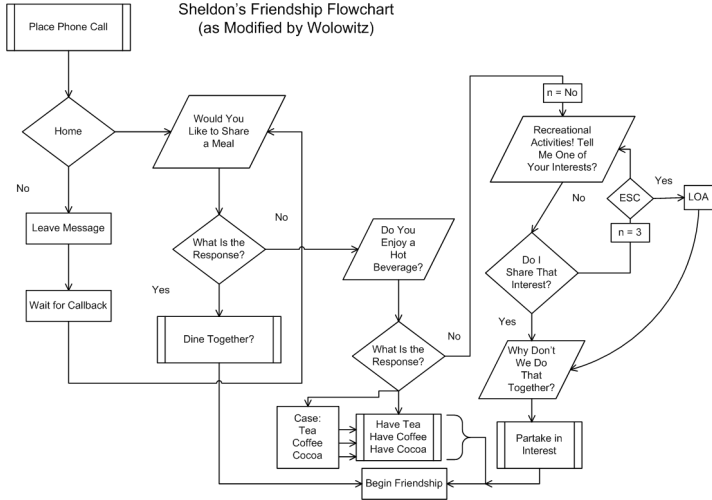 Sheldon's Friendship Flowchart
(as Modified by Wolowitz)
Place Phone Call
Home
No
Leave Message
Wait for Callback
Would You
Like to Share
a Meal
What Is the
Response?
No
Yes
Dine Together?
Do You
Enjoy a
Hot
Beverage?
What Is the
Response?
No
Case:
Tea
Coffee
Cocoa
Have Tea
Have Coffee
Have Cocoa
Begin Friendship
n = No
Recreational
Activities! Tell
Me One of
Your Interests?
No
ESC
Yes
LOA
n = 3
Do I
Share That
Interest?
Yes
Why Don't
We Do
That
Together?
Partake in
Interest